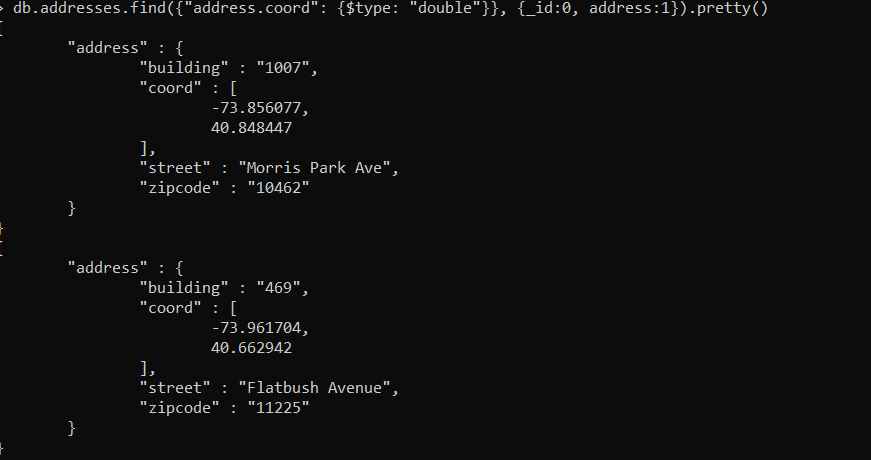 > db.addresses.find({"address.coord": {$type: "double"}}, {_id:0, address:1}).pretty()
{
"address" : {
"building" : "1007",
"coord" : [
-73.856077,
40.848447
],
"street" : "Morris Park Ave",
"zipcode" : "10462"
}
}
{
"address" : {
"building" : "469",
"coord" : [
-73.961704,
40.662942
],
"street" : "Flatbush Avenue",
"zipcode" : "11225"
}
}